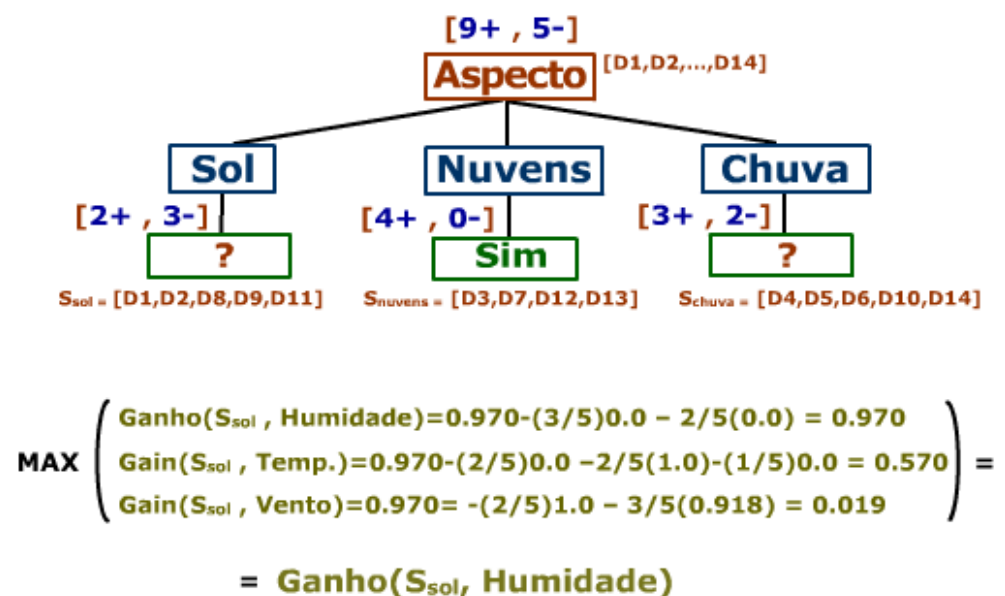 [9+ , 5-]
Aspecto [D1,D2,...,D14]
Sol Nuvens Chuva
[2+ , 3-] [4+ , 0-] [3+ , 2-]
? Sim ?
Ssol = [D1,D2,D8,D9,D11] Snuvens = [D3,D7,D12,D13] Schuva = [D4,D5,D6,D10,D14]
Ganho(Ssol , Humidade)=0.970-(3/5)0.0 – 2/5(0.0) = 0.970
MAX ( Gain(Ssol , Temp.)=0.970-(2/5)0.0 –2/5(1.0)-(1/5)0.0 = 0.570 ) =
Gain(Ssol , Vento)=0.970= -(2/5)1.0 – 3/5(0.918) = 0.019
= Ganho(Ssol, Humidade)